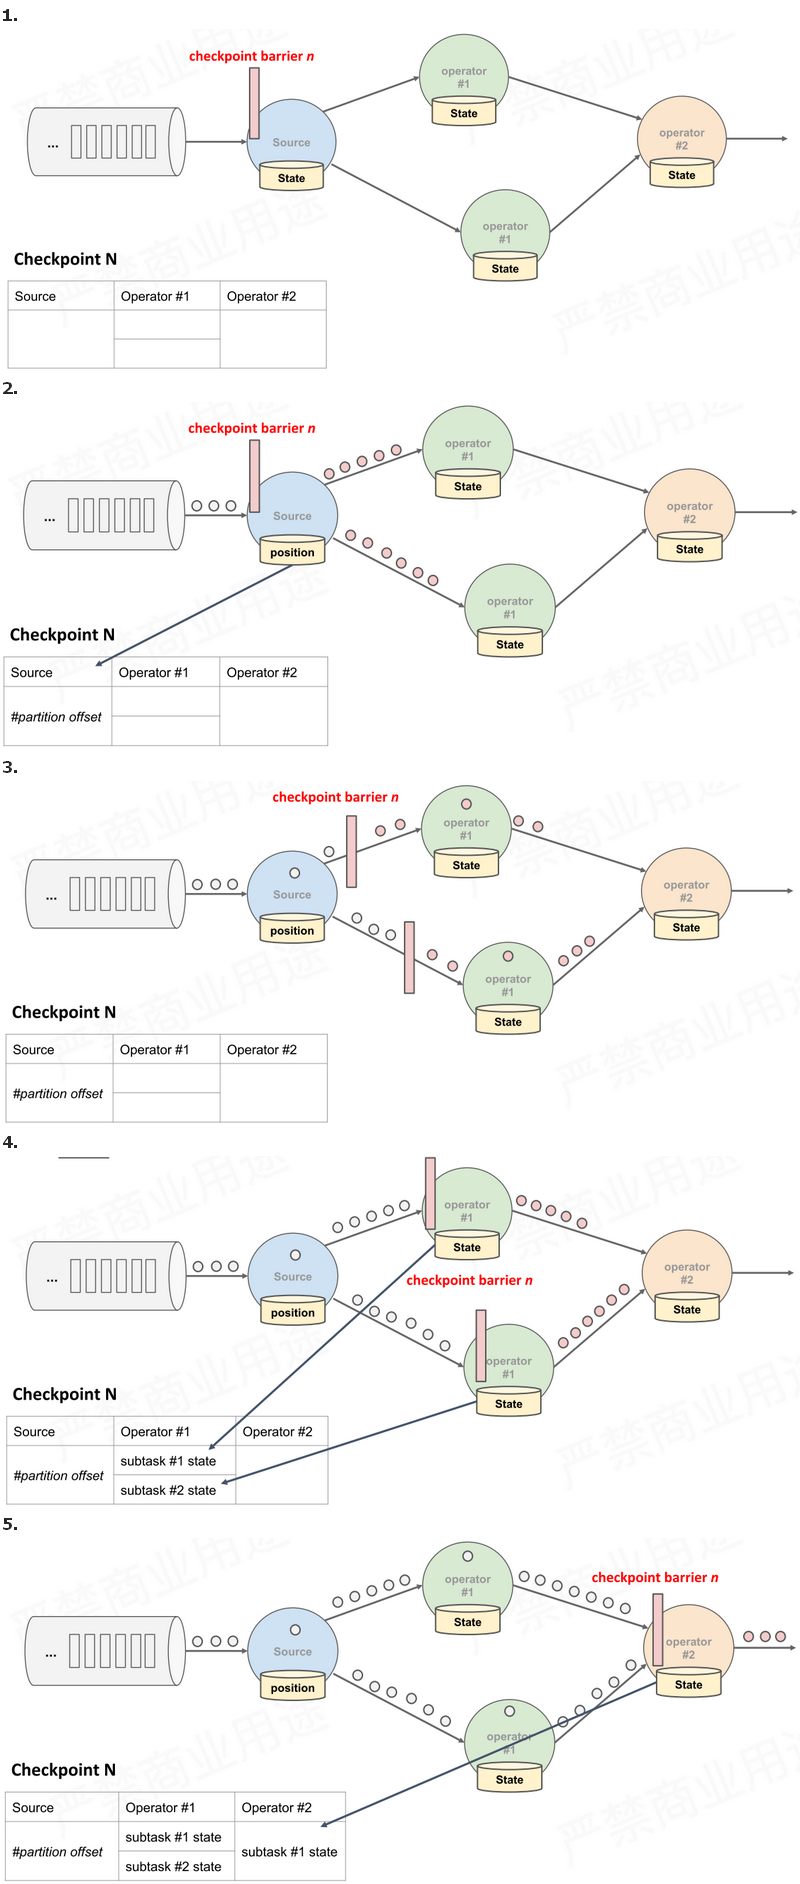 1.
checkpoint barrier n
operator
#1
State
...
Source
State
operator
#2
State
operator
#1
State
Checkpoint N
Source Operator #1 Operator #2
2.
checkpoint barrier n
operator
#1
State
...
Source
position
operator
#2
State
operator
#1
State
Checkpoint N
Source Operator #1 Operator #2
#partition offset
3.
checkpoint barrier n
operator
#1
State
...
Source
position
operator
#2
State
operator
#1
State
Checkpoint N
Source Operator #1 Operator #2
#partition offset
4.
operator
#1
State
...
Source
position
checkpoint barrier n
operator
#2
State
operator
#1
State
Checkpoint N
Source Operator #1 Operator #2
#partition offset
subtask #1 state
subtask #2 state
5.
checkpoint barrier n
operator
#1
State
...
Source
position
operator
#2
State
operator
#1
State
Checkpoint N
Source Operator #1 Operator #2
#partition offset
subtask #1 state
subtask #2 state
subtask #1 state
严禁商业用途